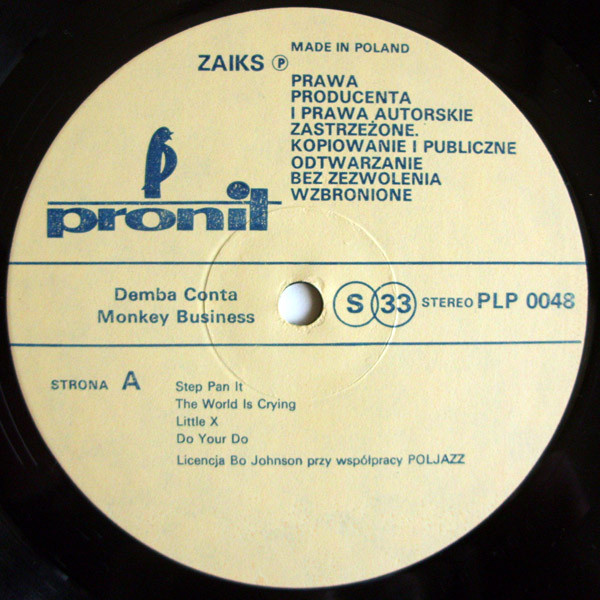 MADE IN POLAND
ZAIKS ℗
PRAWA
PRODUCENTA
I PRAWA AUTORSKIE
ZASTRZEŻONE.
KOPIOWANIE I PUBLICZNE
ODTWARZANIE
BEZ ZEZWOLENIA
WZBRONIONE
pronit
Demba Conta
Monkey Business
S 33 STEREO PLP 0048
STRONA A
Step Pan It
The World Is Crying
Little X
Do Your Do
Licencja Bo Johnson przy współpracy POLJAZZ